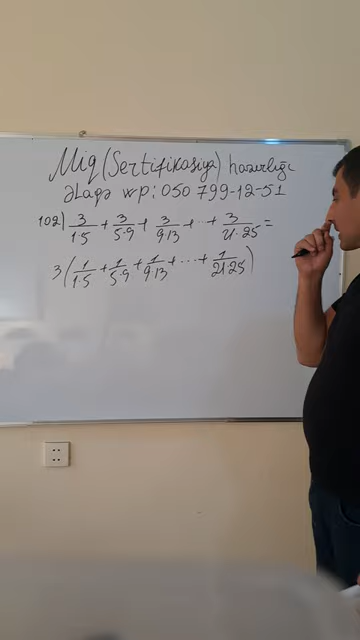 Miq (Sertifikasiya) hazırlığı
Əlaqə wp: 050 799-12-51
102) 3/1·5 + 3/5·9 + 3/9·13 + ··· + 3/21·25 =
3(1/1·5 + 1/5·9 + 1/9·13 + ··· + 1/21·25)